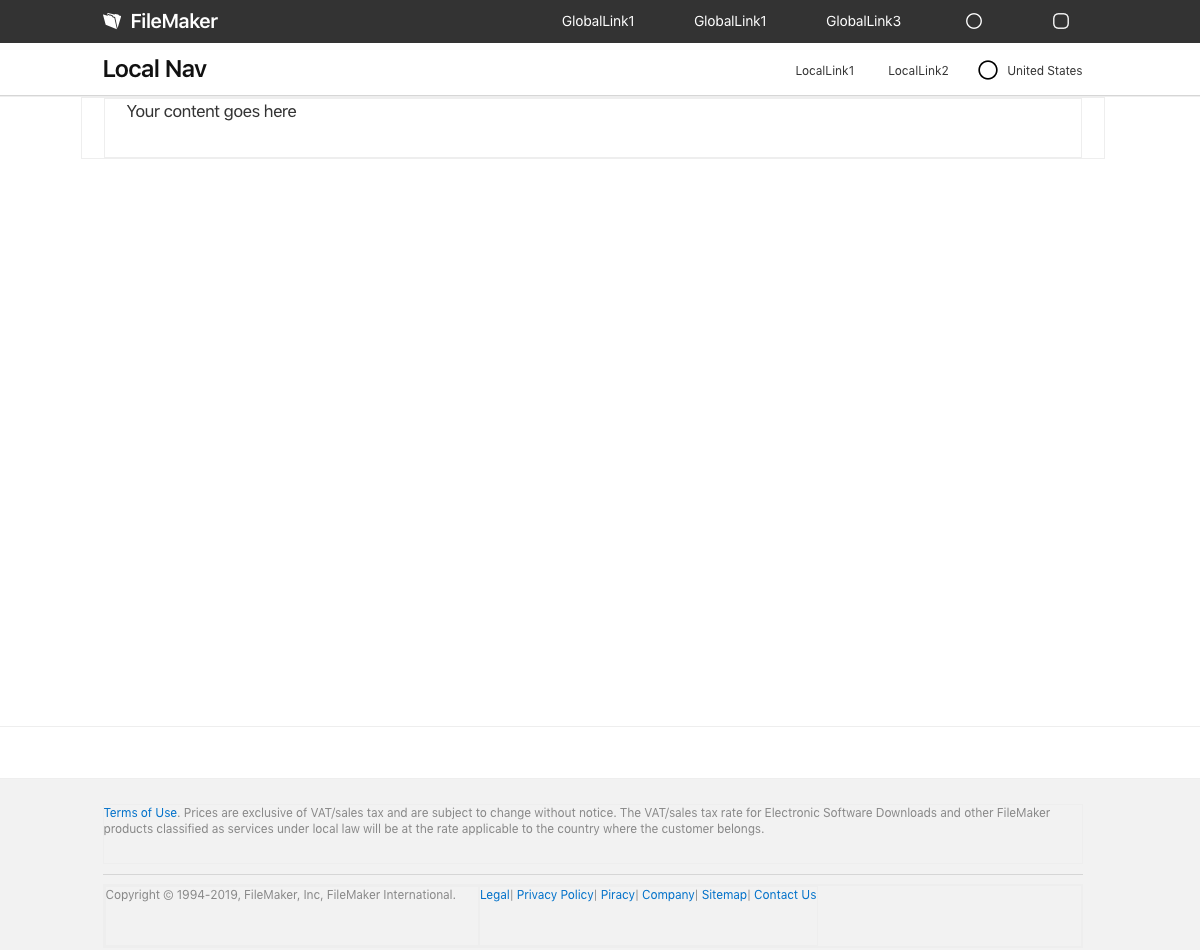 FileMaker GlobalLink1 GlobalLink1 GlobalLink3
Local Nav LocalLink1 LocalLink2 United States
Your content goes here
Terms of Use. Prices are exclusive of VAT/sales tax and are subject to change without notice. The VAT/sales tax rate for Electronic Software Downloads and other FileMaker
products classified as services under local law will be at the rate applicable to the country where the customer belongs.
Copyright © 1994-2019, FileMaker, Inc, FileMaker International. Legal| Privacy Policy| Piracy| Company| Sitemap| Contact Us